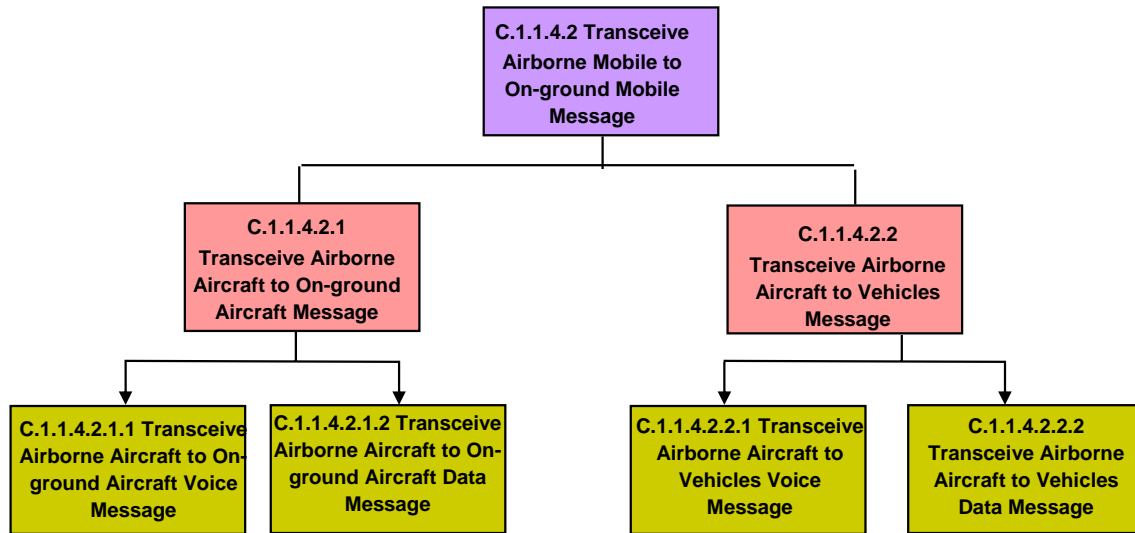 C.1.1.4.2 Transceive
Airborne Mobile to
On-ground Mobile
Message
C.1.1.4.2.1
Transceive Airborne
Aircraft to On-ground
Aircraft Message
C.1.1.4.2.2
Transceive Airborne
Aircraft to Vehicles
Message
C.1.1.4.2.1.1 Transceive
Airborne Aircraft to On-
ground Aircraft Voice
Message
C.1.1.4.2.1.2 Transceive
Airborne Aircraft to On-
ground Aircraft Data
Message
C.1.1.4.2.2.1 Transceive
Airborne Aircraft to
Vehicles Voice
Message
C.1.1.4.2.2.2
Transceive Airborne
Aircraft to Vehicles
Data Message